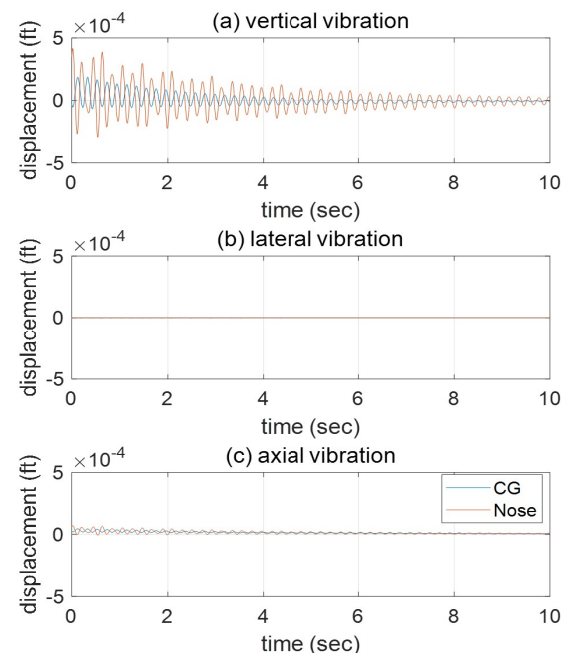 (a) vertical vibration
×10⁻⁴
5
0
-5
displacement (ft)
0 2 4 6 8 10
time (sec)
(b) lateral vibration
×10⁻⁴
5
0
-5
displacement (ft)
0 2 4 6 8 10
time (sec)
(c) axial vibration
×10⁻⁴
5
0
-5
displacement (ft)
CG
Nose
0 2 4 6 8 10
time (sec)